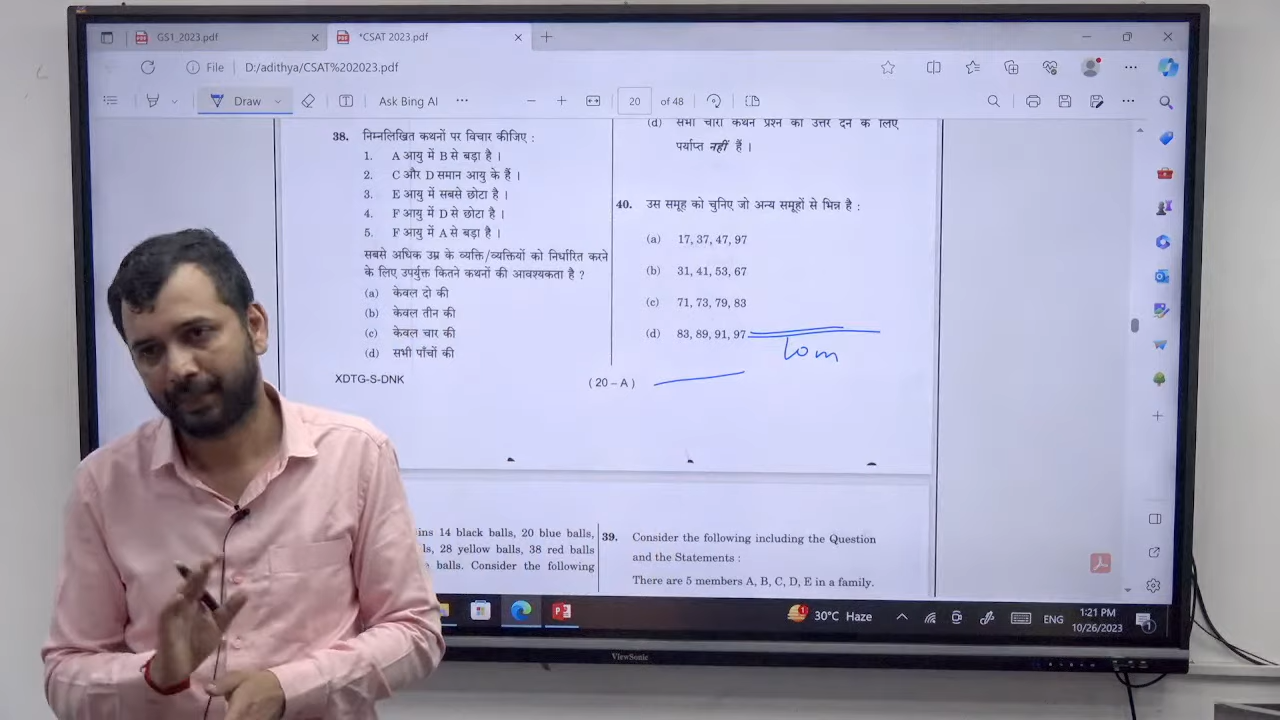 GS1_2023.pdf
*CSAT 2023.pdf
File D:/adithya/CSAT%202023.pdf
Draw Ask Bing AI 20 of 48
38. निम्नलिखित कथनों पर विचार कीजिए :
1. A आयु में B से बड़ा है ।
2. C और D समान आयु के हैं ।
3. E आयु में सबसे छोटा है ।
4. F आयु में D से छोटा है ।
5. F आयु में A से बड़ा है ।
सबसे अधिक उम्र के व्यक्ति/व्यक्तियों को निर्धारित करने
के लिए उपर्युक्त कितने कथनों की आवश्यकता है ?
(a) केवल दो की
(b) केवल तीन की
(c) केवल चार की
(d) सभी पाँचों की
XDTG-S-DNK
(d) सभी चारों कथन प्रश्न का उत्तर देने के लिए
पर्याप्त नहीं हैं ।
40. उस समूह को चुनिए जो अन्य समूहों से भिन्न है :
(a) 17, 37, 47, 97
(b) 31, 41, 53, 67
(c) 71, 73, 79, 83
(d) 83, 89, 91, 97
( 20 – A )
ins 14 black balls, 20 blue balls,
ls, 28 yellow balls, 38 red balls
balls. Consider the following
39. Consider the following including the Question
and the Statements :
There are 5 members A, B, C, D, E in a family.
30°C Haze ENG 1:21 PM
10/26/2023
ViewSonic